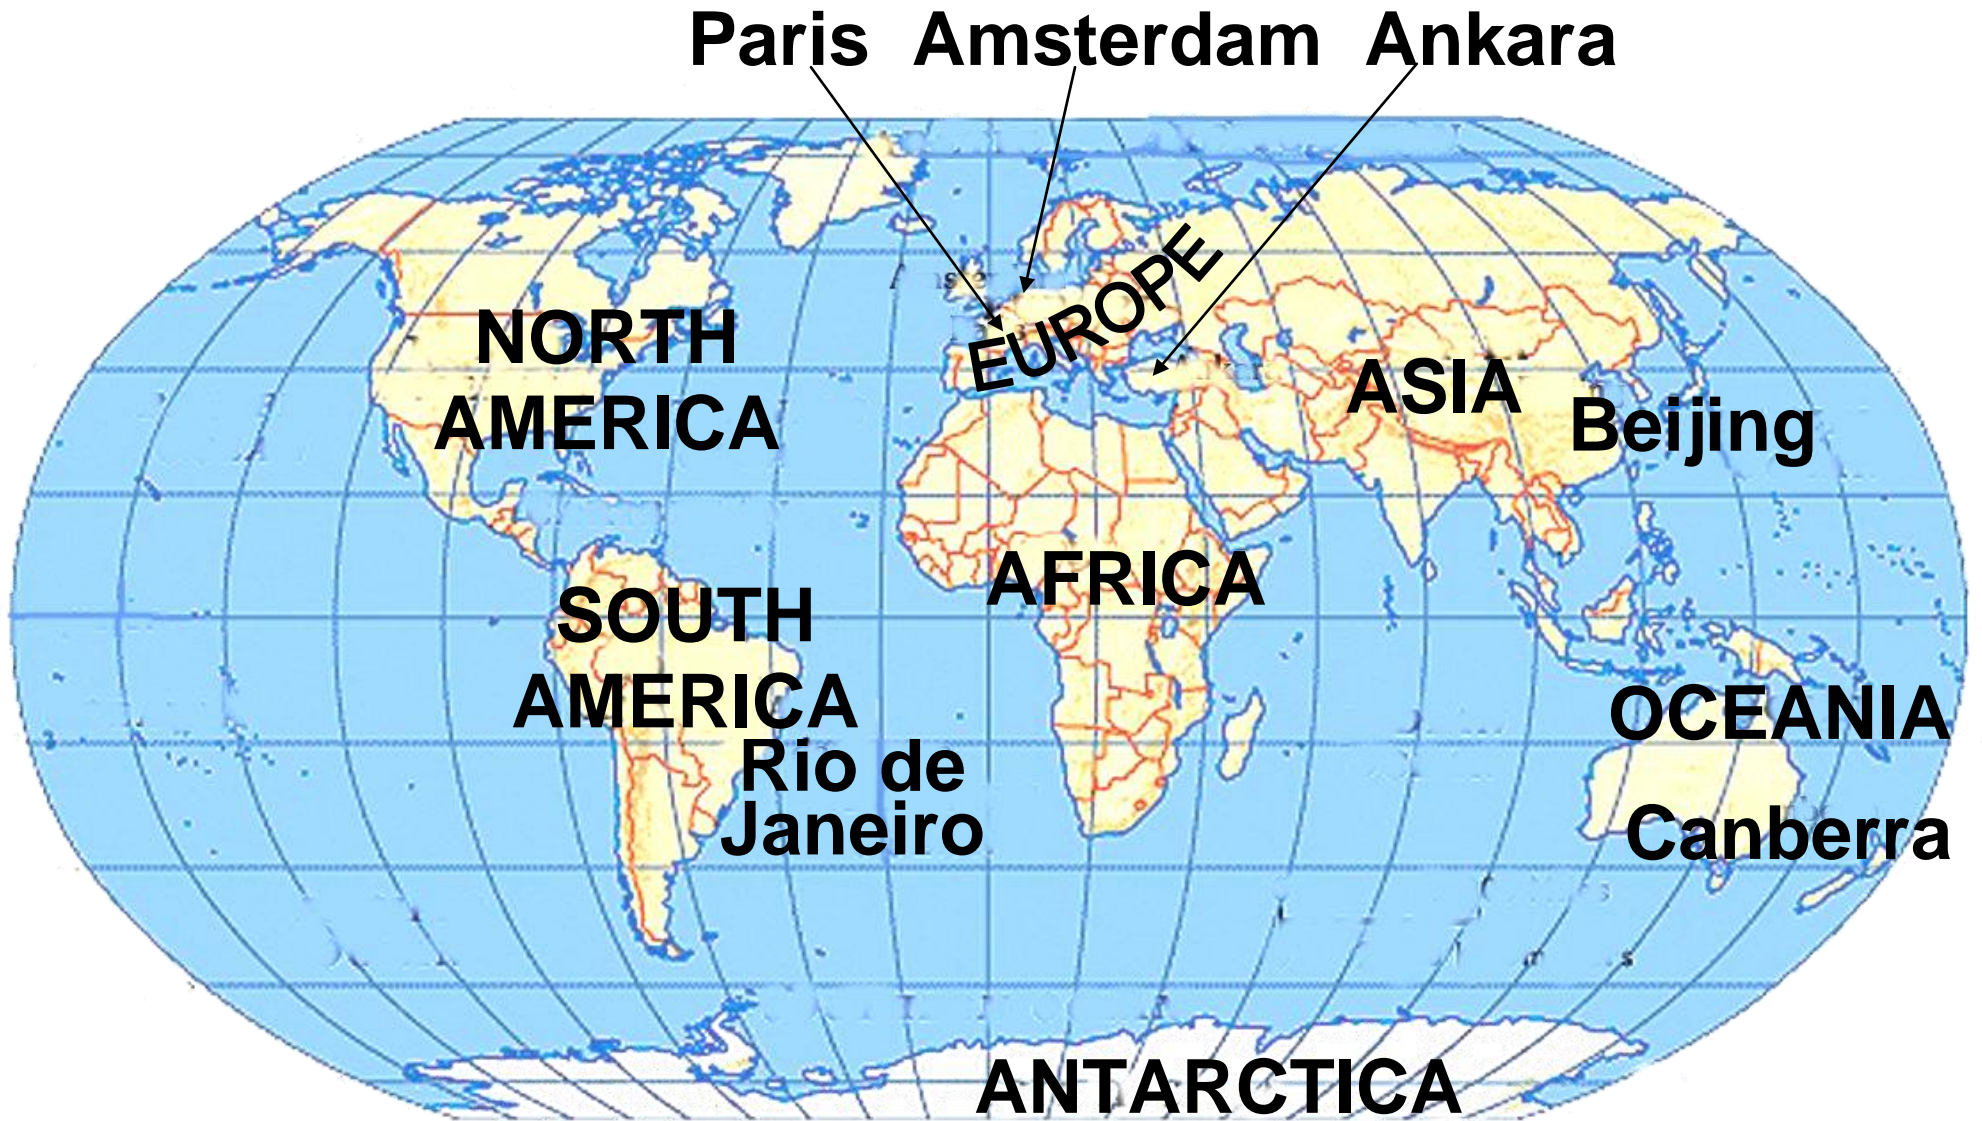 Paris Amsterdam Ankara
EUROPE
NORTH
AMERICA
ASIA
Beijing
AFRICA
SOUTH
AMERICA
OCEANIA
Rio de
Janeiro
Canberra
ANTARCTICA